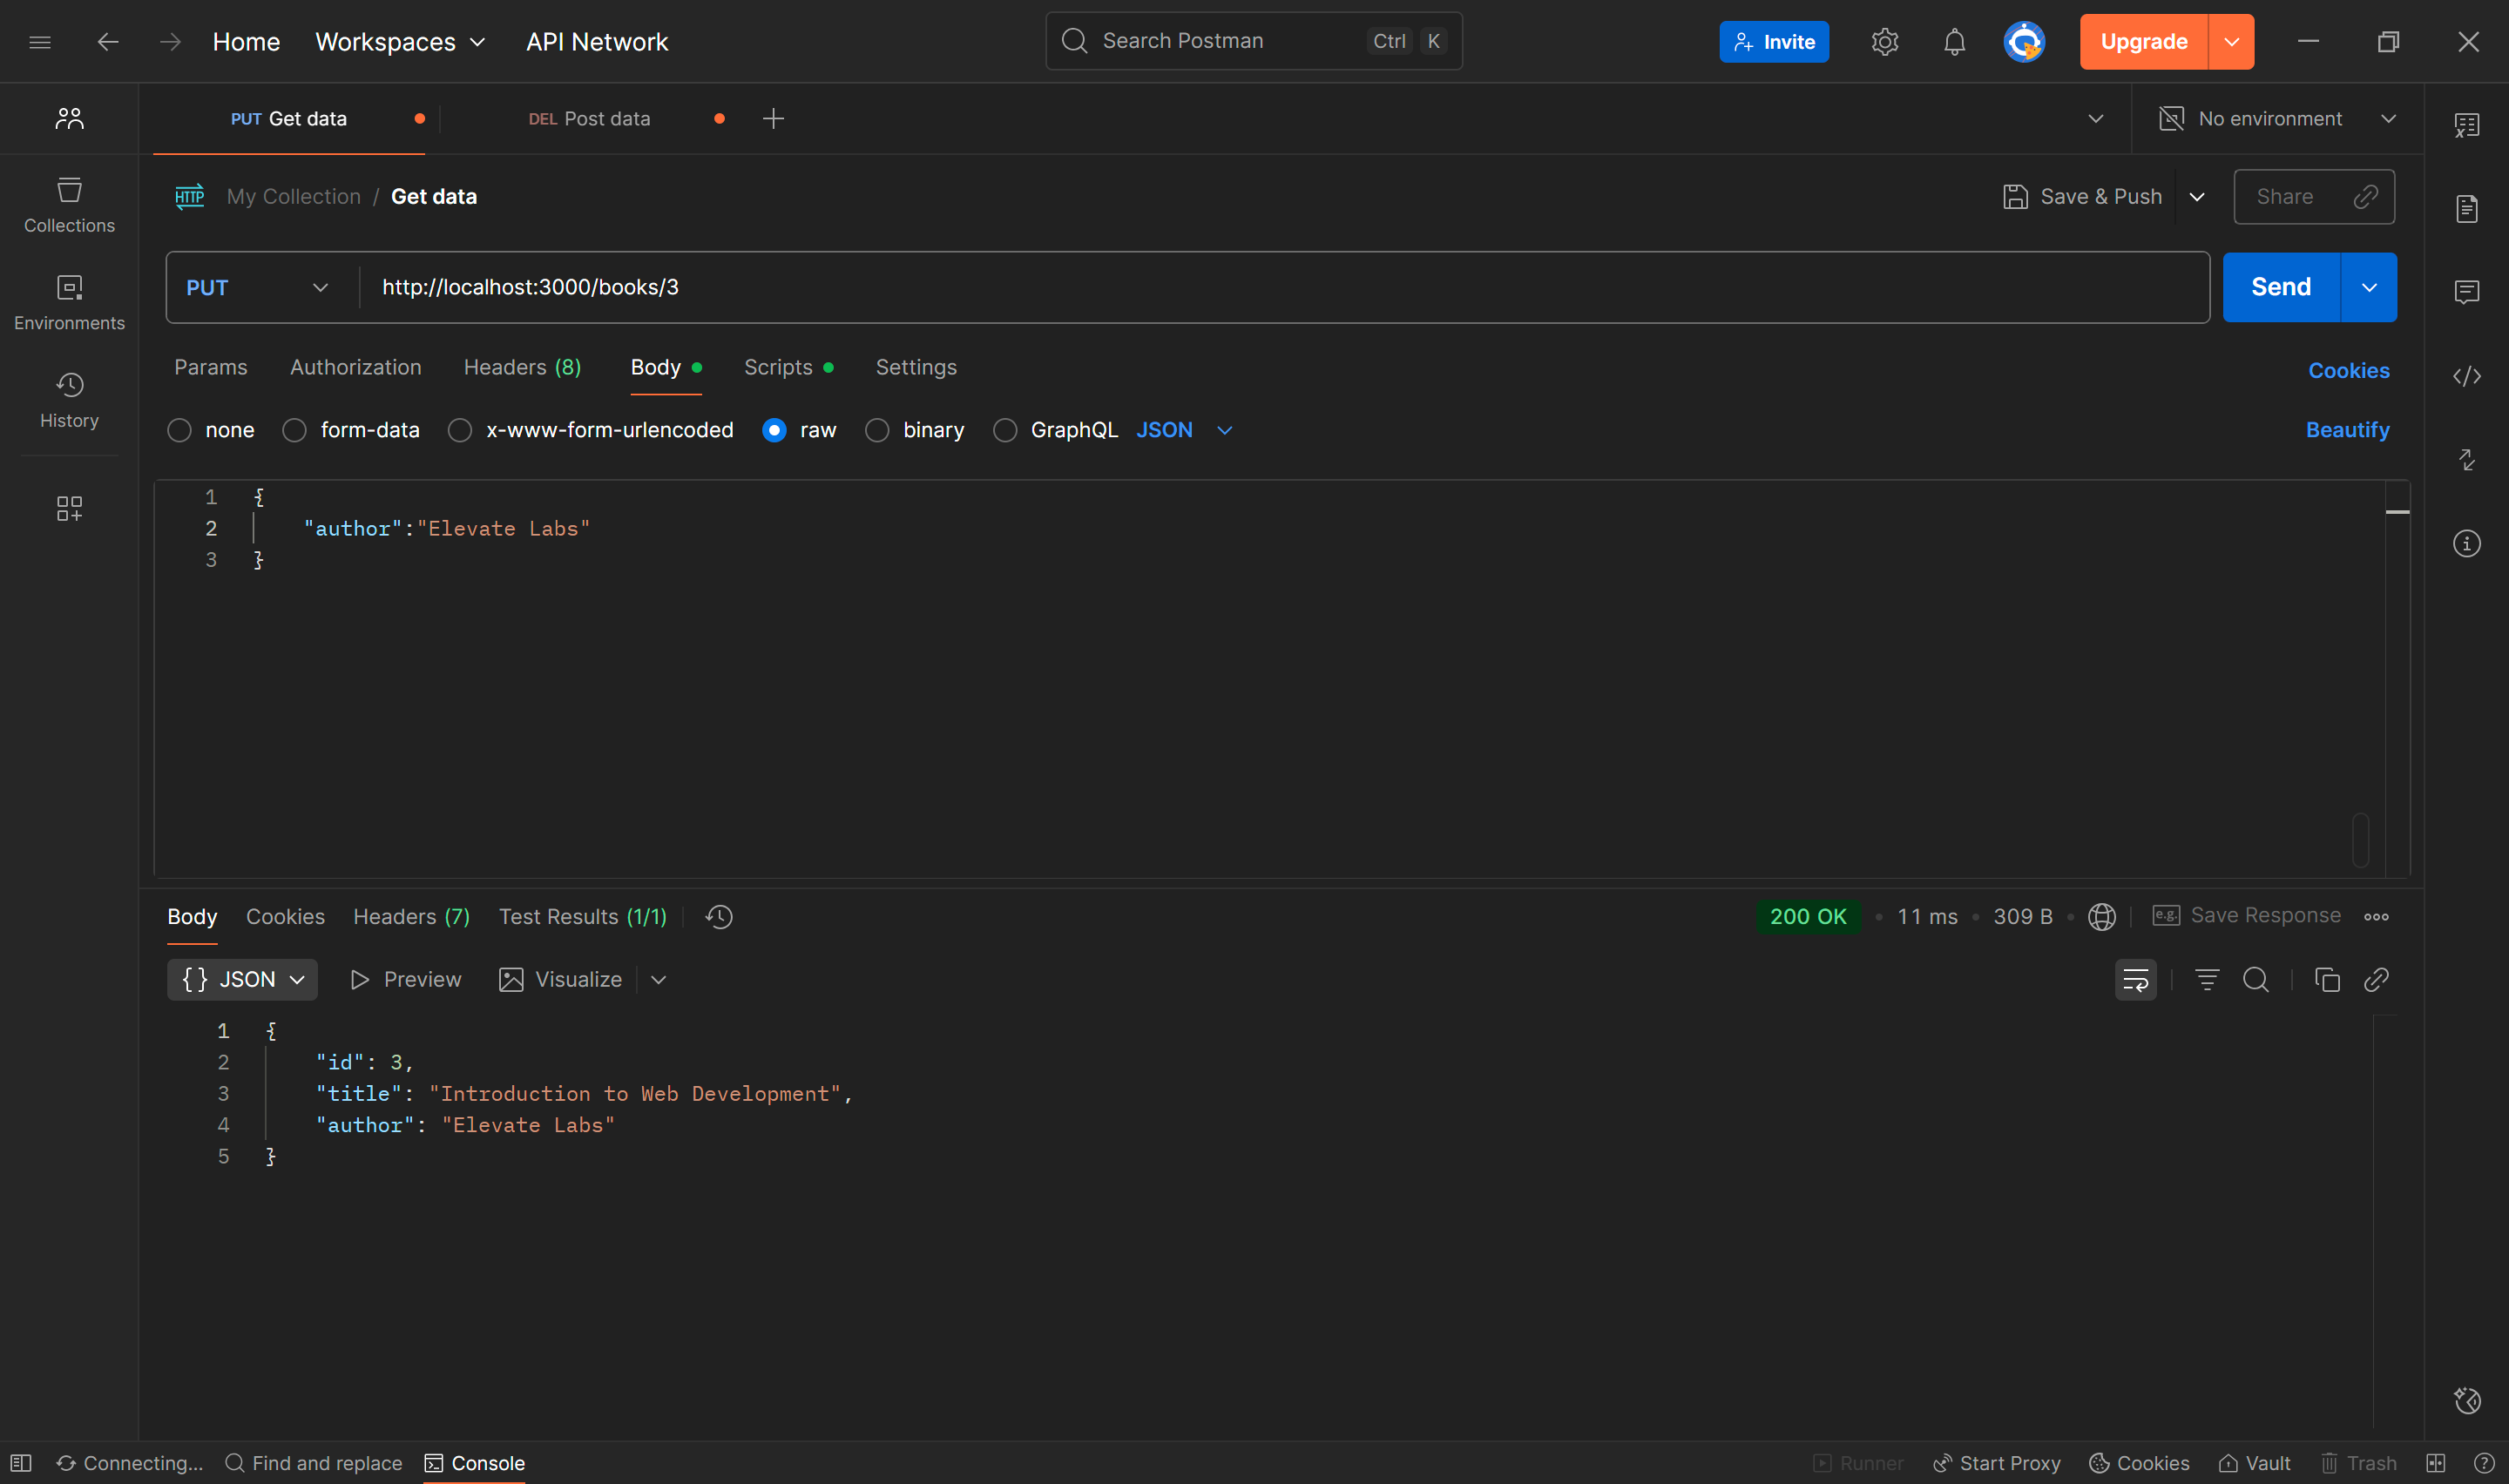 Home Workspaces API Network Search Postman Ctrl K Invite Upgrade
PUT Get data DEL Post data No environment
HTTP My Collection / Get data Save & Push Share
Collections
Environments
History
PUT http://localhost:3000/books/3 Send
Params Authorization Headers (8) Body Scripts Settings Cookies
none form-data x-www-form-urlencoded raw binary GraphQL JSON Beautify
1 {
2 "author":"Elevate Labs"
3 }
Body Cookies Headers (7) Test Results (1/1) 200 OK • 11 ms • 309 B • e.g. Save Response
{} JSON Preview Visualize
1 {
2 "id": 3,
3 "title": "Introduction to Web Development",
4 "author": "Elevate Labs"
5 }
Connecting... Find and replace Console Runner Start Proxy Cookies Vault Trash